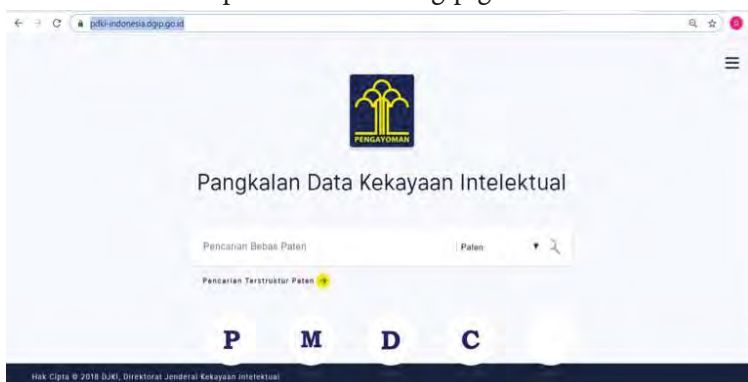 pdki-indonesia.dgip.go.id
PENGAYOMAN
Pangkalan Data Kekayaan Intelektual
Pencarian Bebas Paten
Paten
Pencarian Terstruktur Paten
P M D C
Hak Cipta © 2018 DJKI, Direktorat Jenderal Kekayaan Intelektual